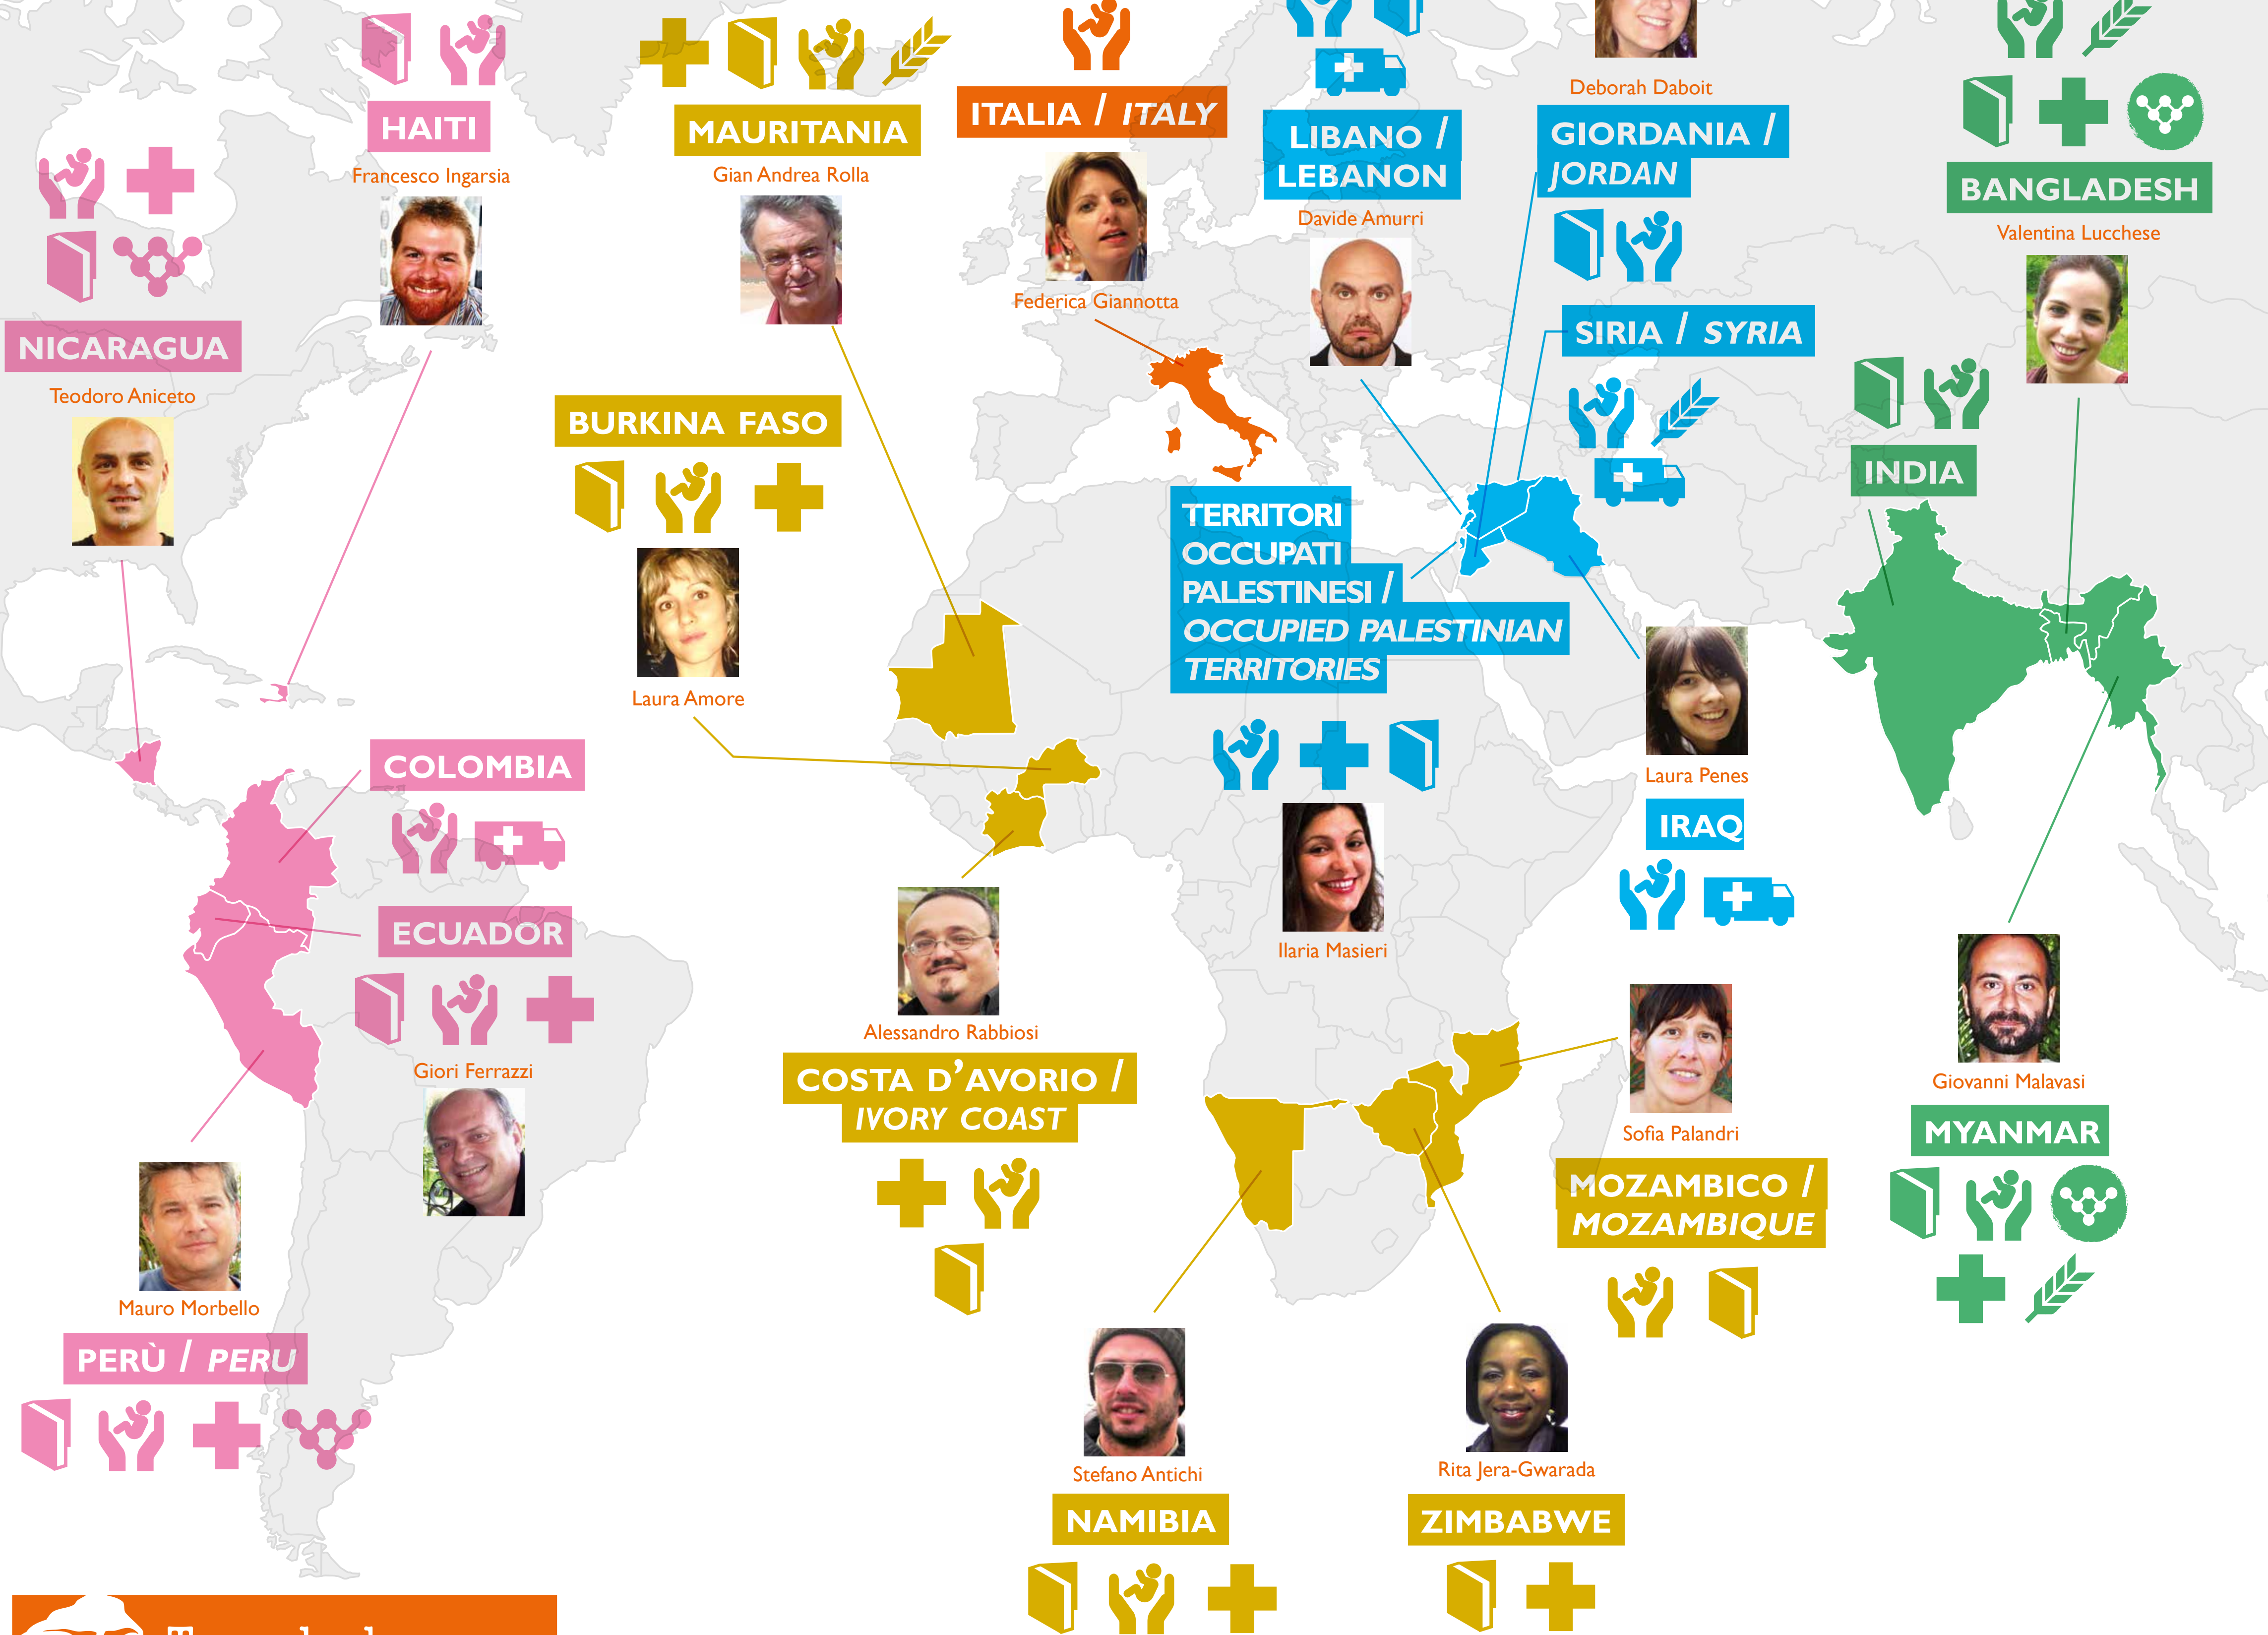 HAITI
Francesco Ingarsia
MAURITANIA
Gian Andrea Rolla
ITALIA / ITALY
Federica Giannotta
LIBANO /
LEBANON
Davide Amurri
Deborah Daboit
GIORDANIA /
JORDAN
SIRIA / SYRIA
BANGLADESH
Valentina Lucchese
NICARAGUA
Teodoro Aniceto
BURKINA FASO
Laura Amore
INDIA
TERRITORI
OCCUPATI
PALESTINESI /
OCCUPIED PALESTINIAN
TERRITORIES
Ilaria Masieri
Laura Penes
IRAQ
COLOMBIA
ECUADOR
Giori Ferrazzi
Alessandro Rabbiosi
COSTA D’AVORIO /
IVORY COAST
Sofia Palandri
MOZAMBICO /
MOZAMBIQUE
Giovanni Malavasi
MYANMAR
Mauro Morbello
PERÙ / PERU
Stefano Antichi
NAMIBIA
Rita Jera-Gwarada
ZIMBABWE